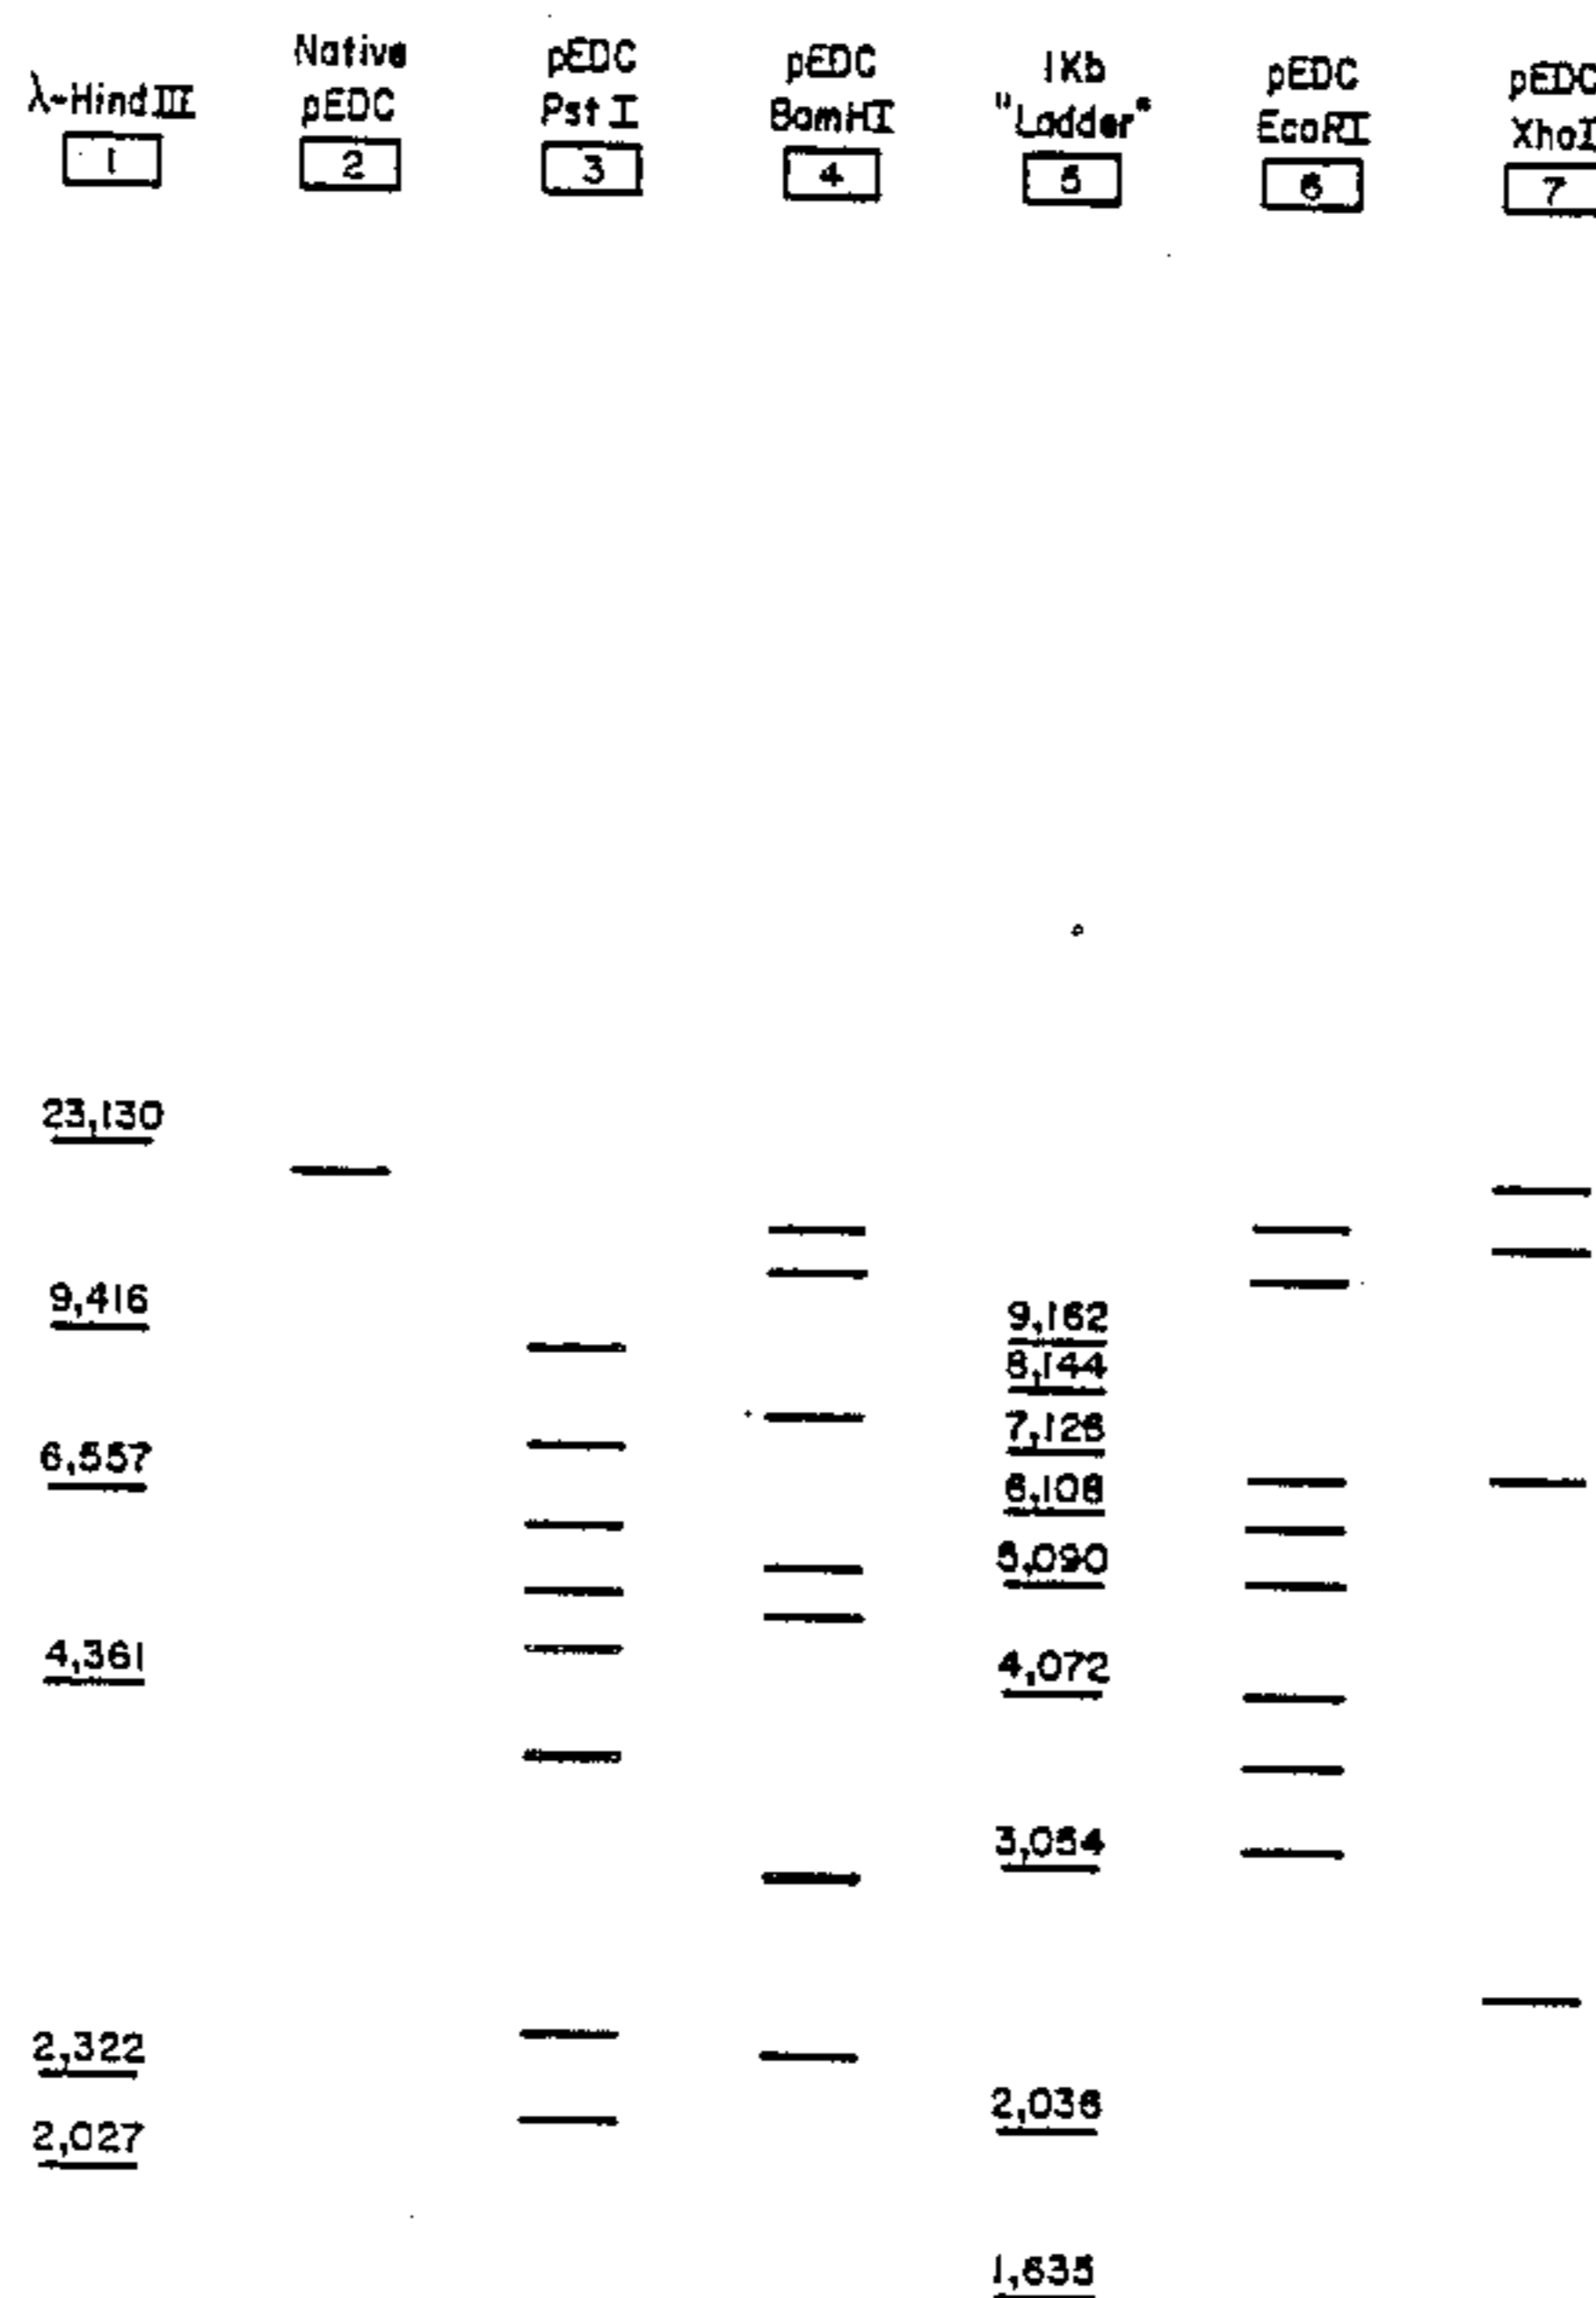 λ-HindIII
1
Native
pEDC
2
pEDC
Pst I
3
pEDC
BamHI
4
1Kb
"Ladder"
5
pEDC
EcoRI
6
pEDC
XhoI
7
23,130
9,416
6,557
4,361
2,322
2,027
9,162
8,144
7,126
6,108
5,090
4,072
3,054
2,036
1,635